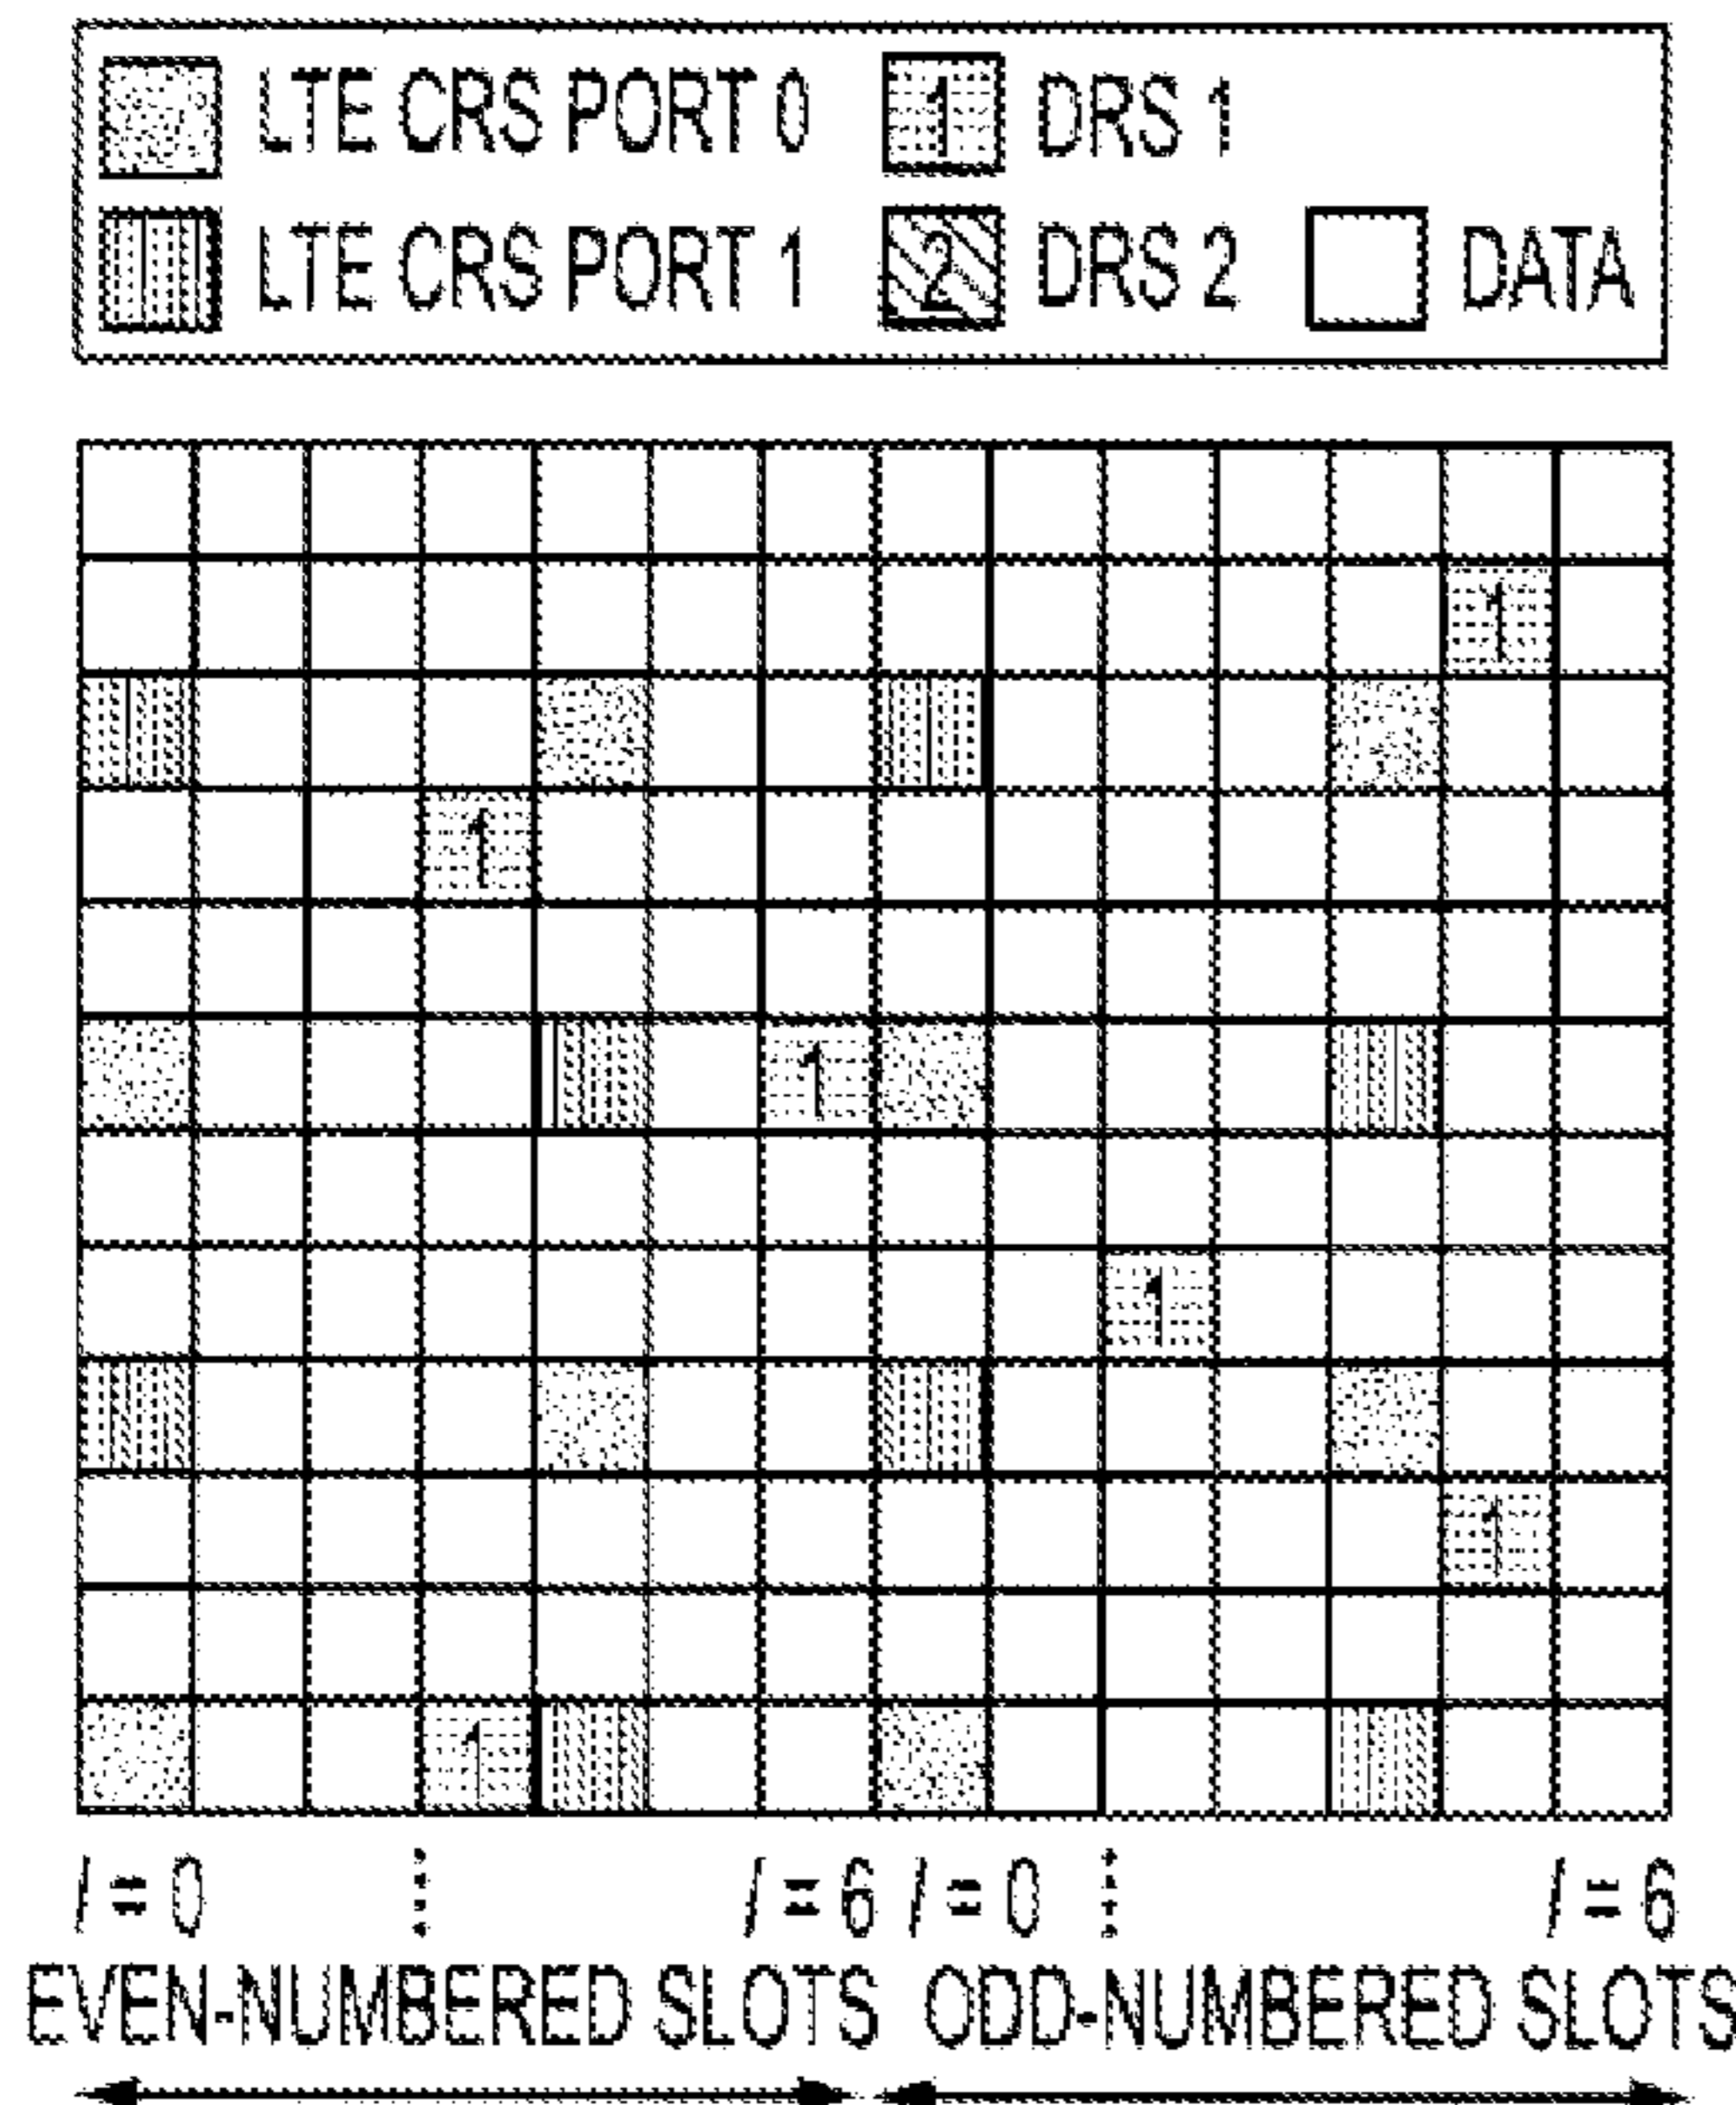 LTE CRS PORT 0 1 DRS 1
LTE CRS PORT 1 2 DRS 2 DATA
1
1
1
1
1
1
l = 0 ⋮ l = 6 l = 0 ⋮ l = 6
EVEN-NUMBERED SLOTS ODD-NUMBERED SLOTS